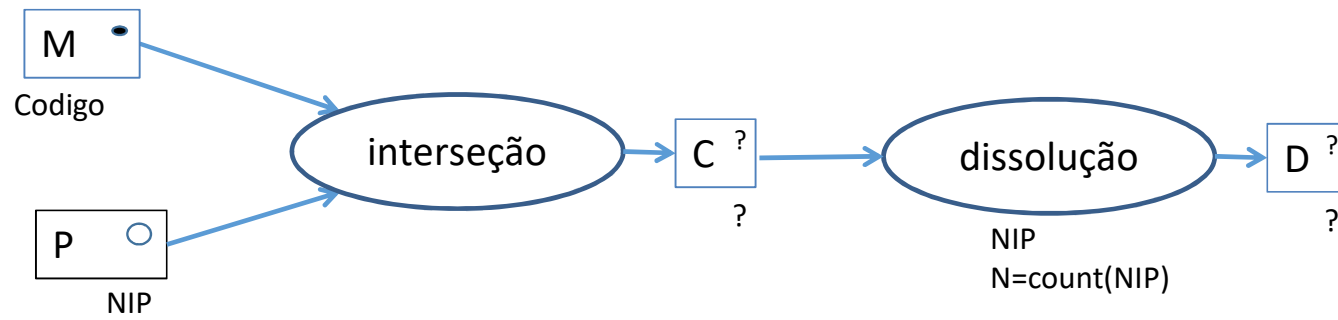 M
Codigo
P
NIP
interseção
C ?
?
dissolução
NIP
N=count(NIP)
D ?
?